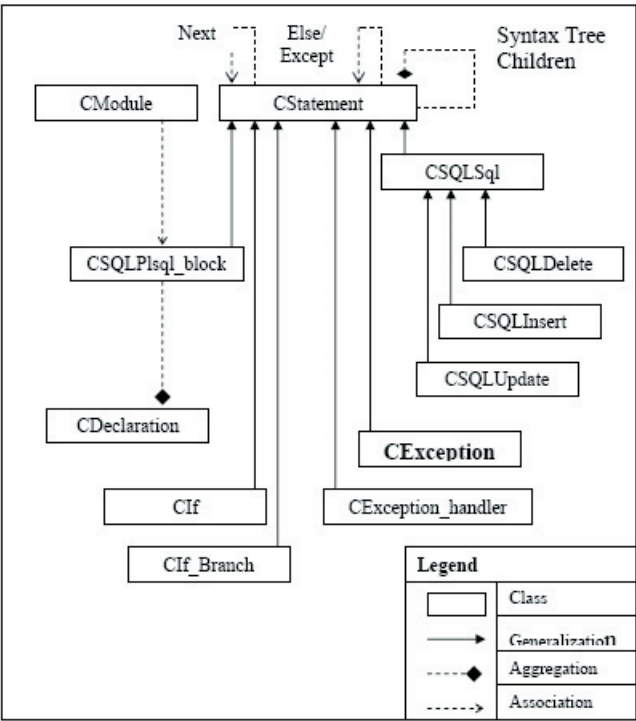 Next
Else/
Except
Syntax Tree
Children
CModule
CStatement
CSQLSql
CSQLPlsql_block
CSQLDelete
CSQLInsert
CSQLUpdate
CDeclaration
CException
CIf
CException_handler
CIf_Branch
Legend
Class
Generalization
Aggregation
Association